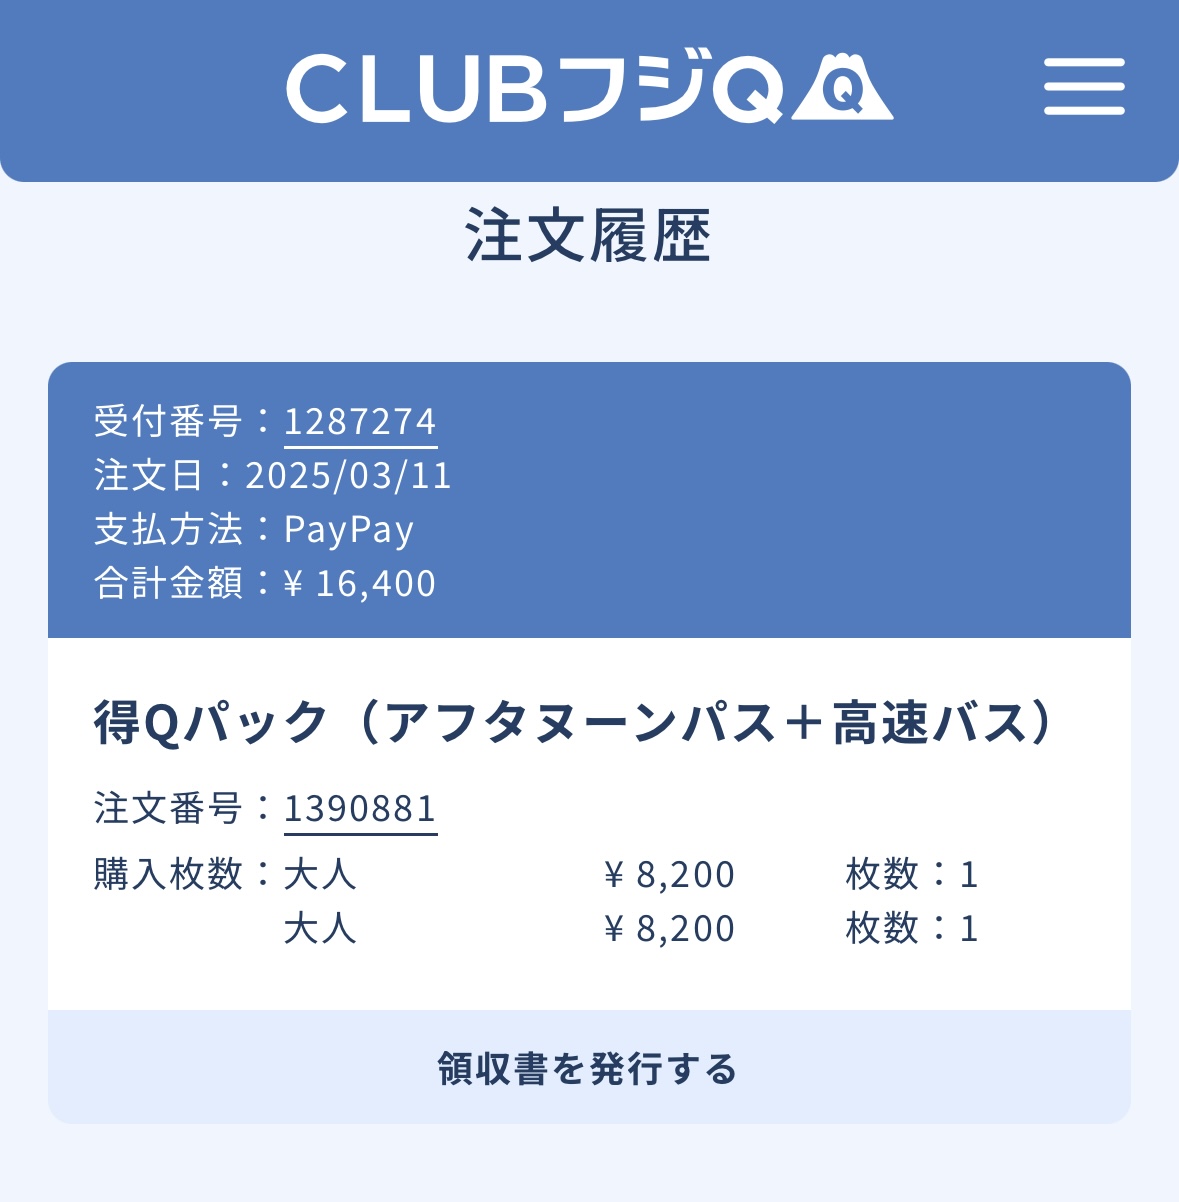 CLUBフジQ
注文履歴
受付番号：1287274
注文日：2025/03/11
支払方法：PayPay
合計金額：¥ 16,400
得Qパック（アフタヌーンパス＋高速バス）
注文番号：1390881
購入枚数：大人 ¥ 8,200 枚数：1
大人 ¥ 8,200 枚数：1
領収書を発行する